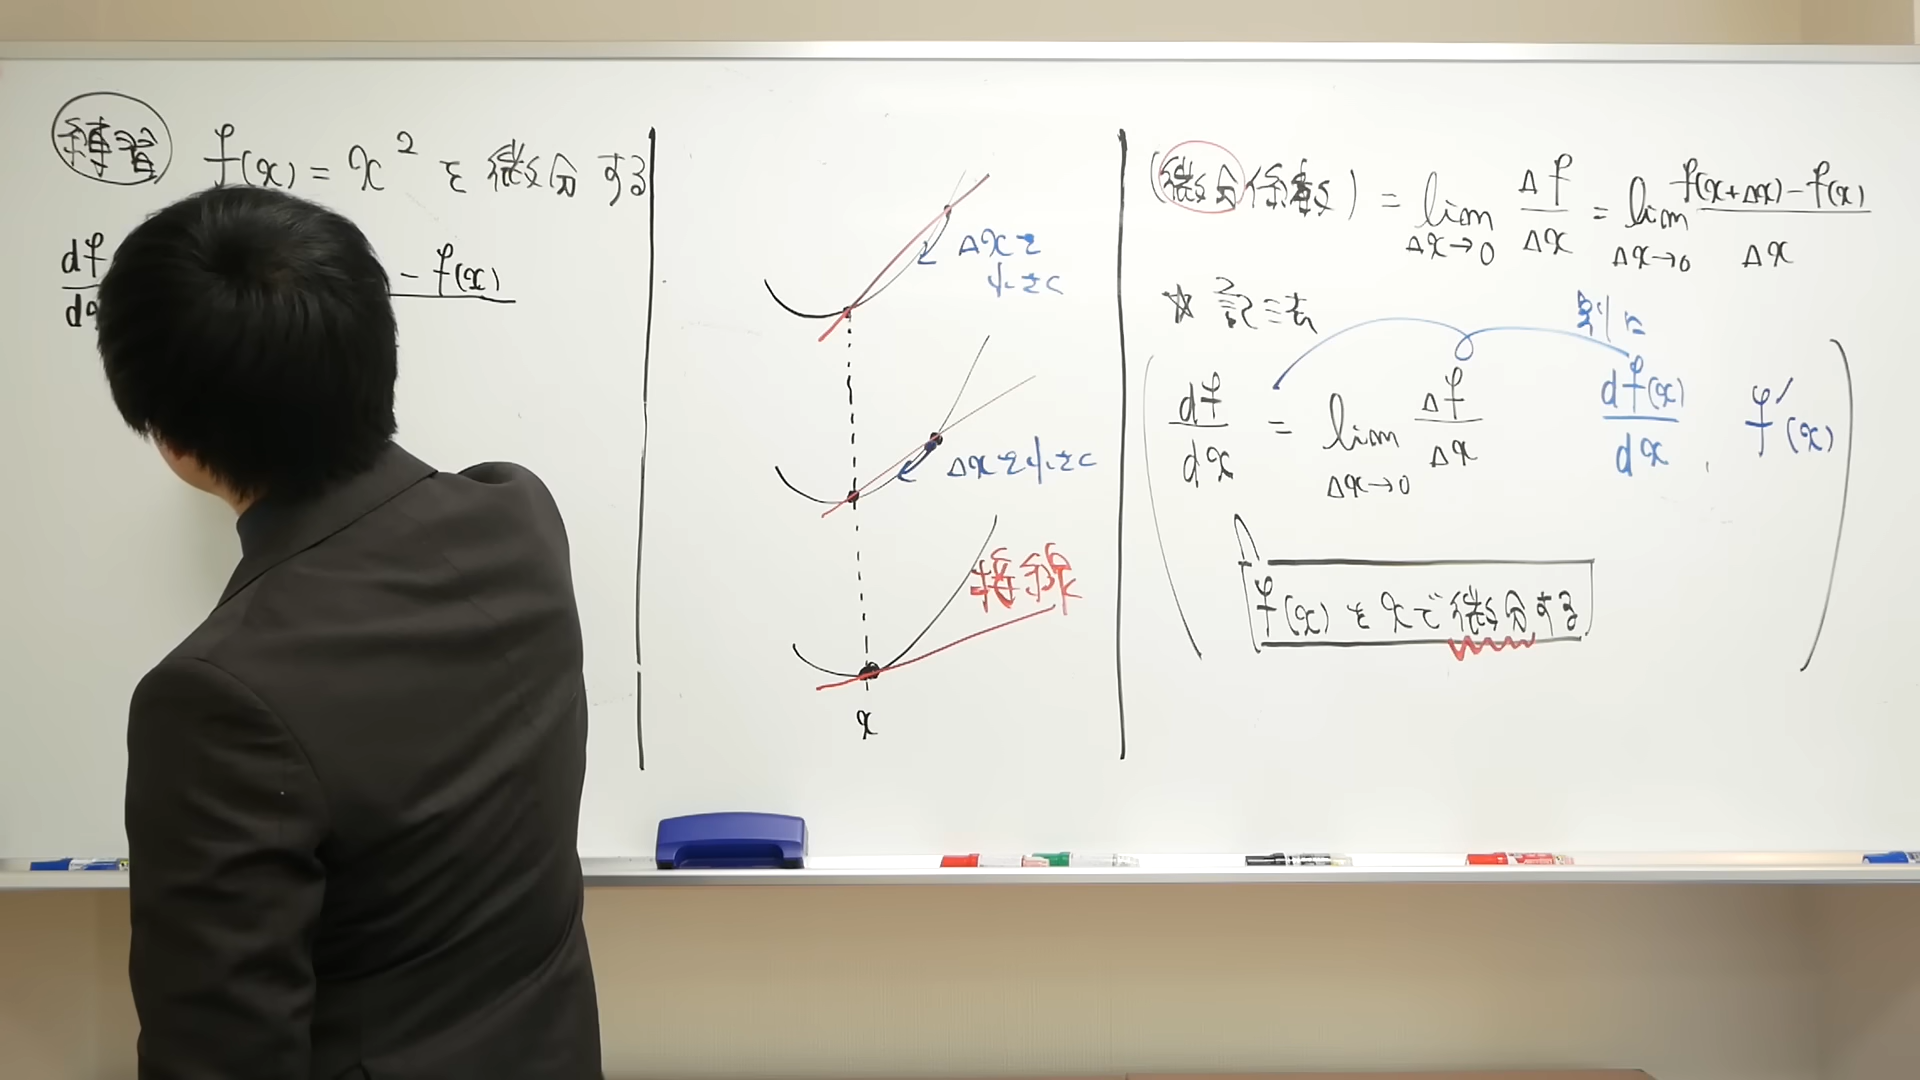 練習 f(x) = x² を 微分する
df/dx - f(x)
Δxを
小さく
Δxを小さく
接線
x
(微分係数) = lim Δx→0 Δf/Δx = lim Δx→0 (f(x+Δx)-f(x))/Δx
☆ 記法
別に
df/dx = lim Δx→0 Δf/Δx df(x)/dx , f'(x)
f(x) を x で 微分する